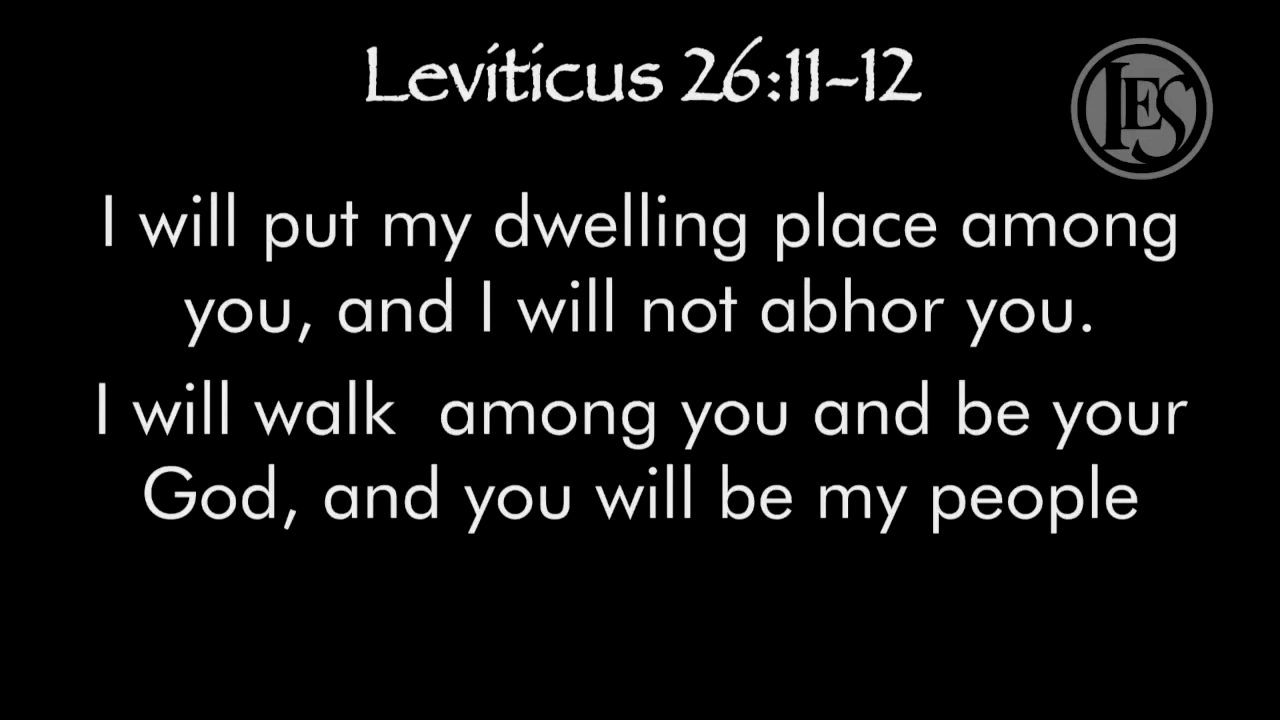 Leviticus 26:11-12
IES
I will put my dwelling place among
you, and I will not abhor you.
I will walk  among you and be your
God, and you will be my people